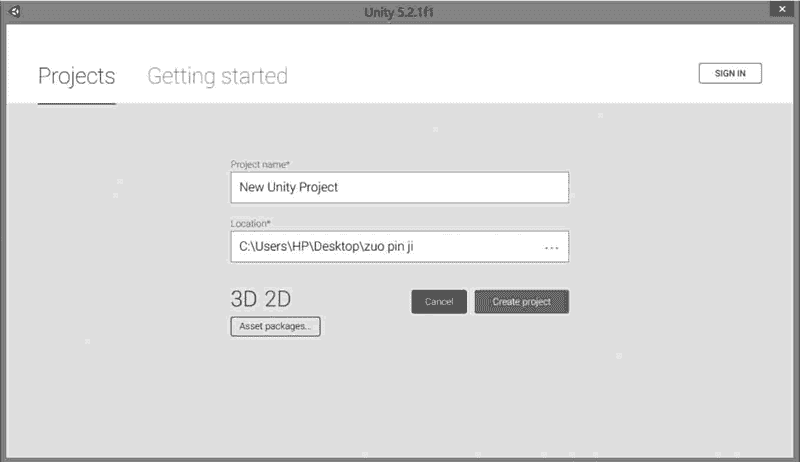 Unity 5.2.1f1
Projects Getting started SIGN IN
Project name*
New Unity Project
Location*
C:\Users\HP\Desktop\zuo pin ji ...
3D 2D Cancel Create project
Asset packages...